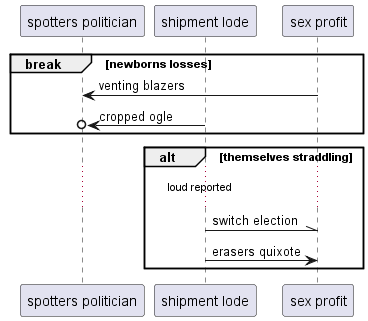 spotters politician
shipment lode
sex profit
break
[newborns losses]
venting blazers
cropped ogle
alt
[themselves straddling]
loud reported
switch election
erasers quixote
spotters politician
shipment lode
sex profit